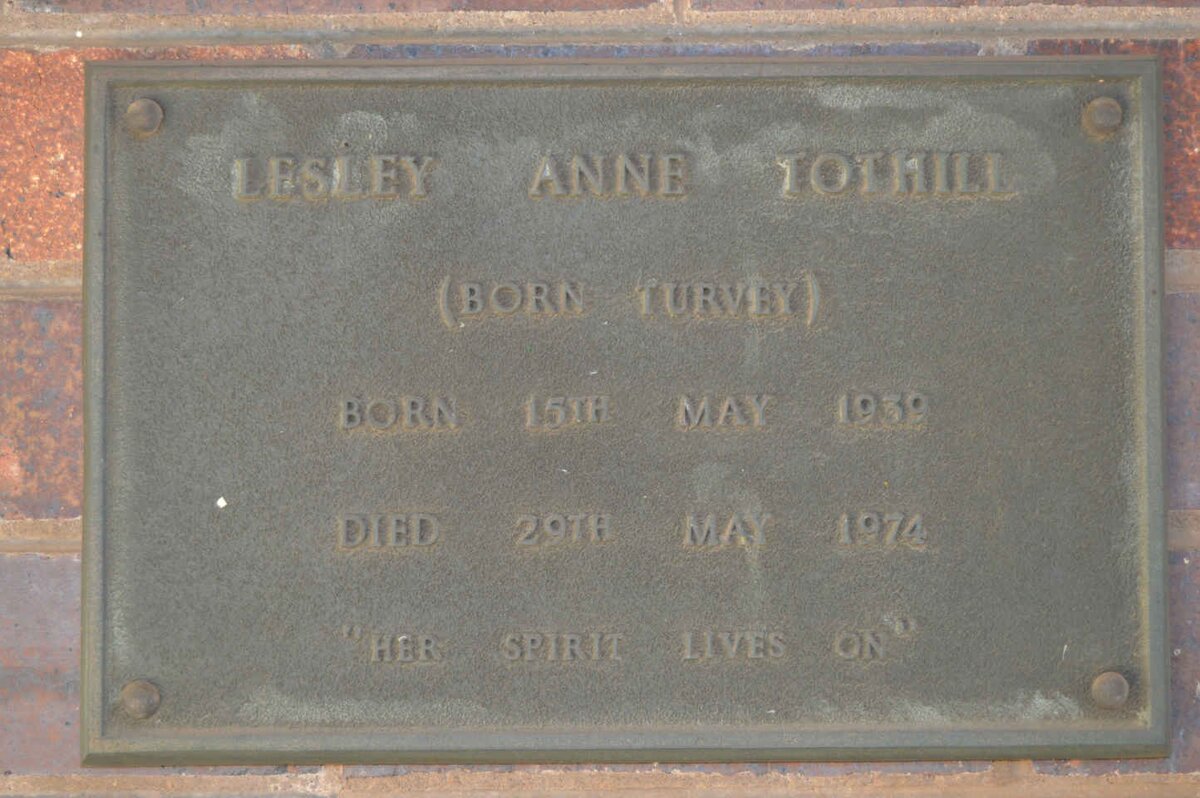 LESLEY ANNE TOTHILL
(BORN TURVEY)
BORN 15TH MAY 1939
DIED 29TH MAY 1974
"HER SPIRIT LIVES ON"